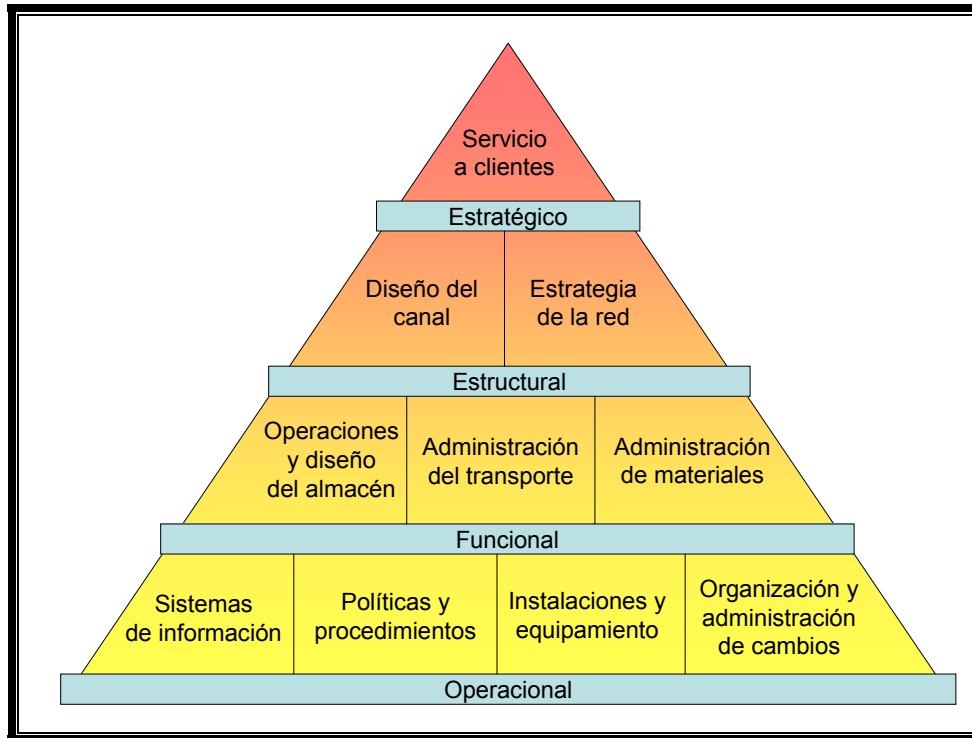 Servicio
a clientes
Estratégico
Diseño del
canal
Estrategia
de la red
Estructural
Operaciones
y diseño
del almacén
Administración
del transporte
Administración
de materiales
Funcional
Sistemas
de información
Políticas y
procedimientos
Instalaciones y
equipamiento
Organización y
administración
de cambios
Operacional